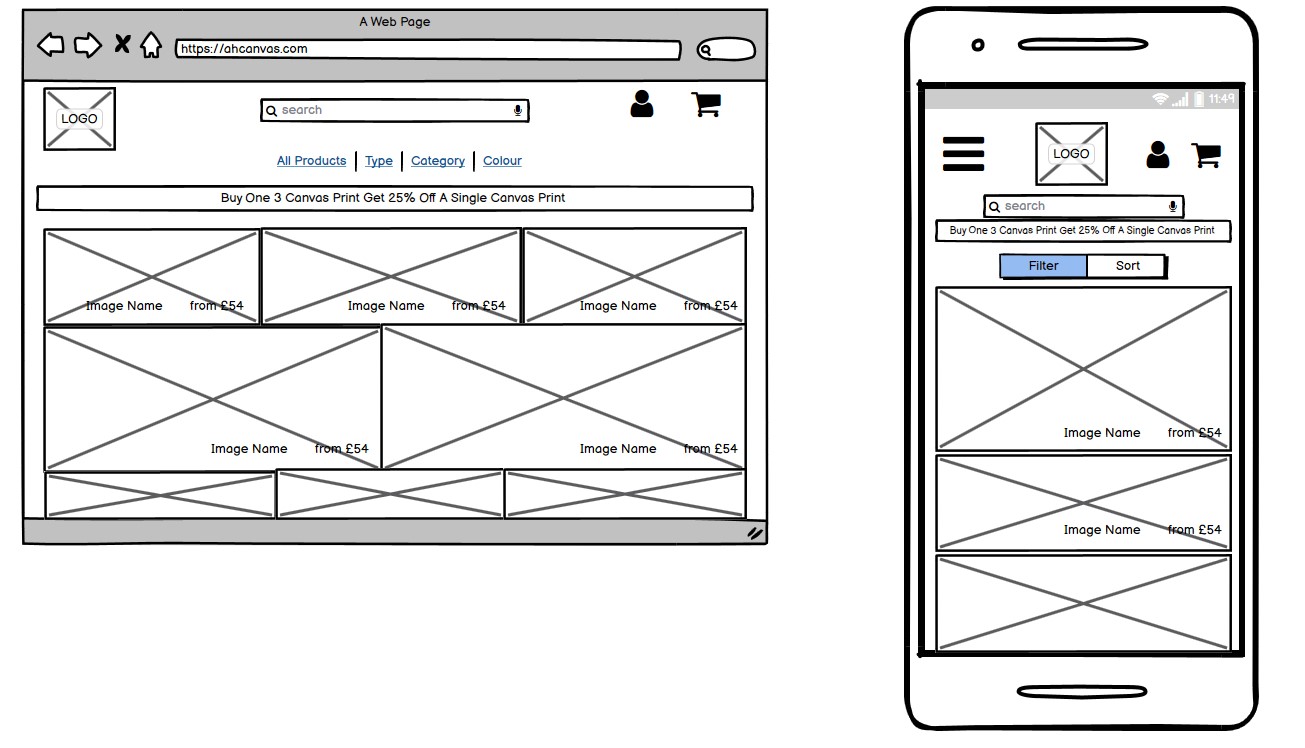 A Web Page
https://ahcanvas.com
LOGO
search
All Products
Type
Category
Colour
Buy One 3 Canvas Print Get 25% Off A Single Canvas Print
Image Name from £54
Image Name from £54
Image Name from £54
Image Name from £54
Image Name from £54
11:49
LOGO
search
Buy One 3 Canvas Print Get 25% Off A Single Canvas Print
Filter
Sort
Image Name from £54
Image Name from £54